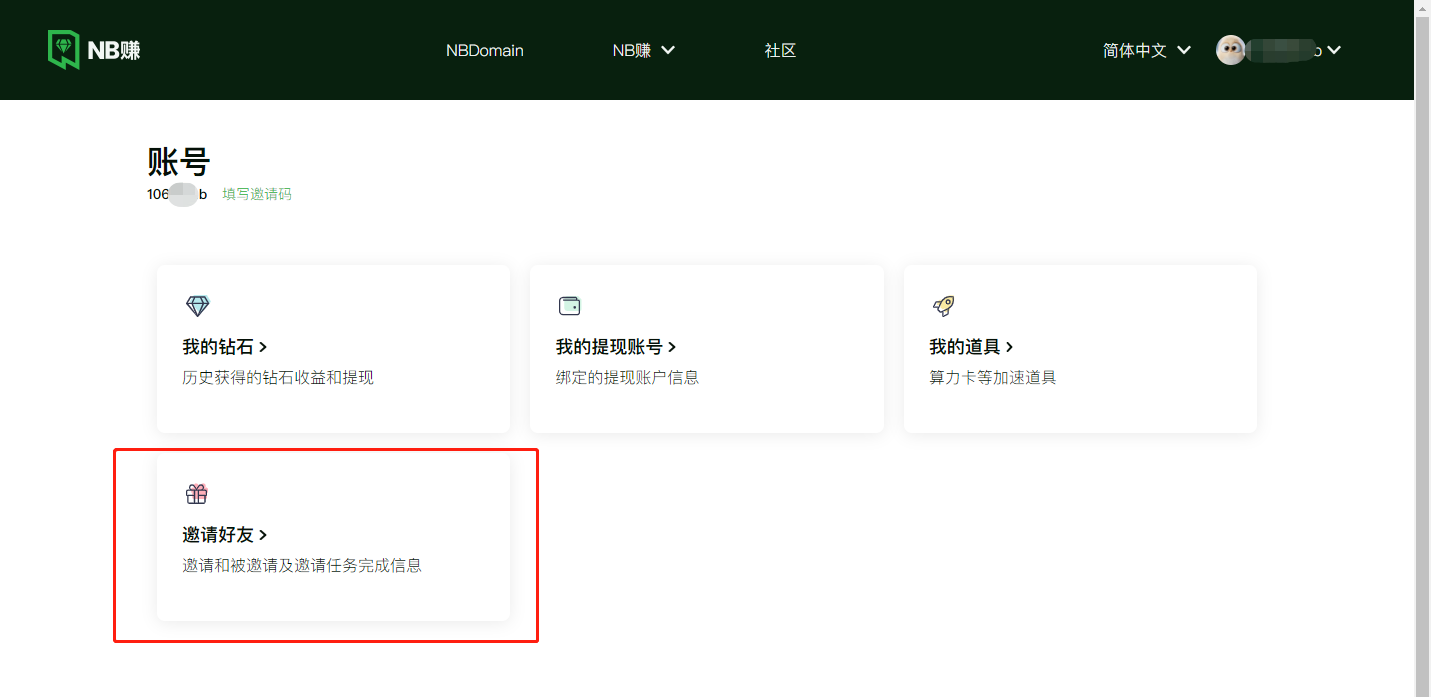 NB赚
NBDomain
NB赚
社区
简体中文
账号
106
b
填写邀请码
我的钻石
历史获得的钻石收益和提现
我的提现账号
绑定的提现账户信息
我的道具
算力卡等加速道具
邀请好友
邀请和被邀请及邀请任务完成信息